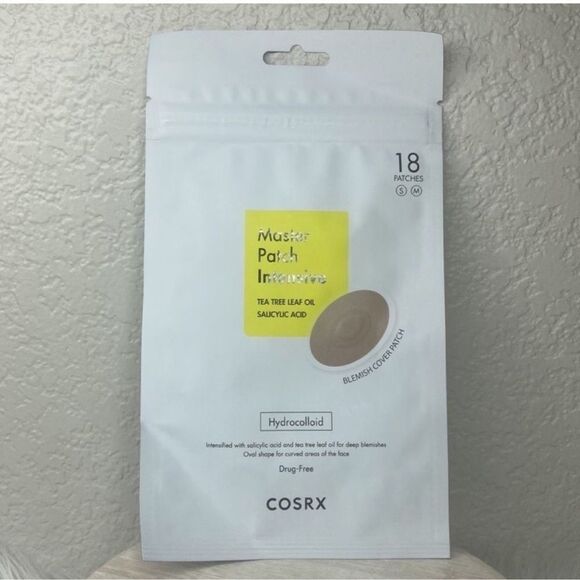 18
PATCHES
S M
Master
Patch
Intensive
TEA TREE LEAF OIL
SALICYLIC ACID
BLEMISH COVER PATCH
Hydrocolloid
Intensified with salicylic acid and tea tree leaf oil for deep blemishes
Oval shape for curved areas of the face
Drug-Free
COSRX